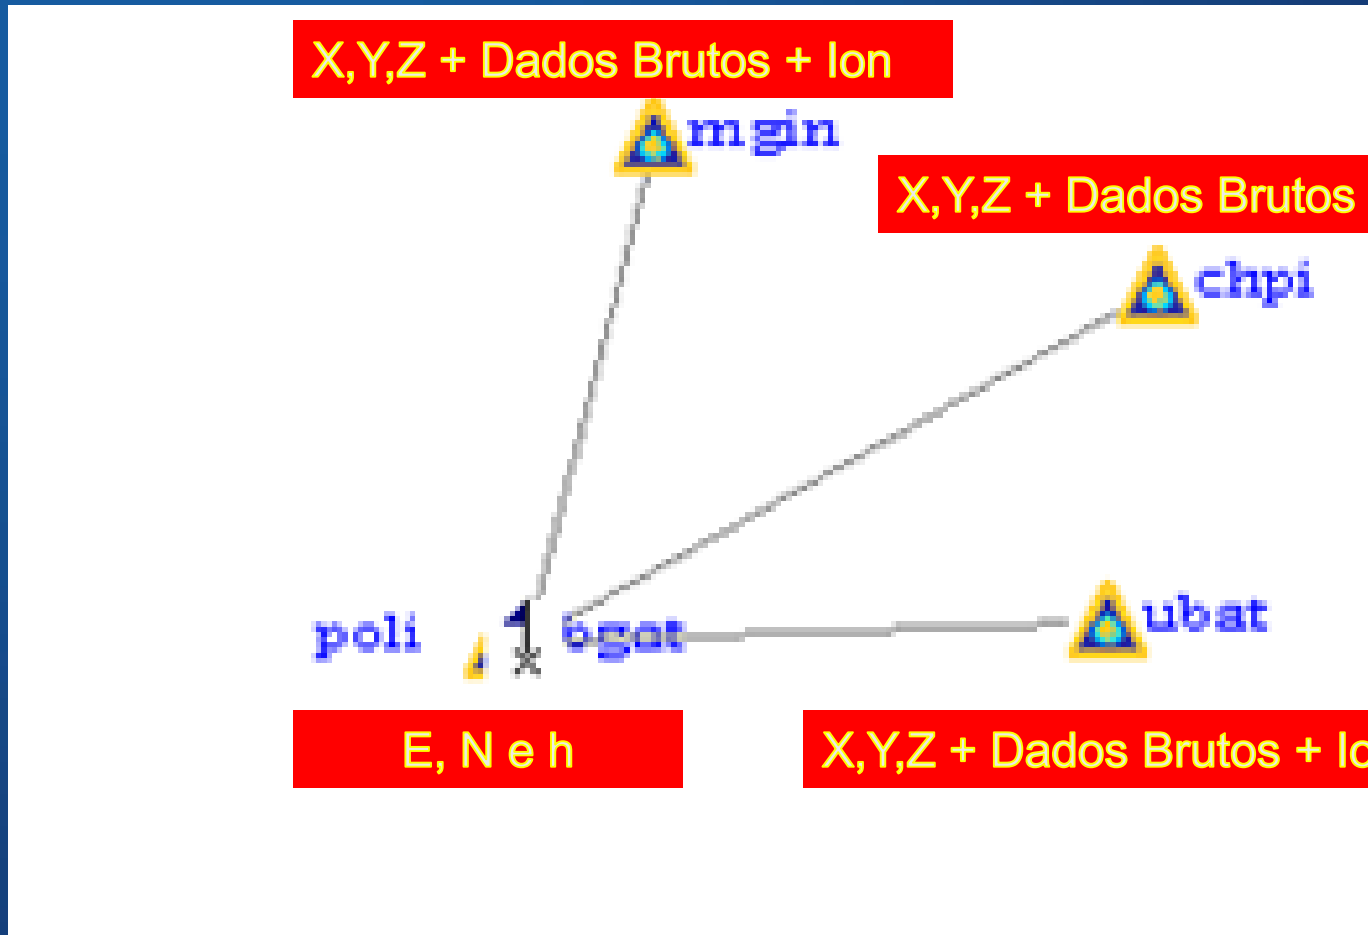 X,Y,Z + Dados Brutos + Ion
mgin
X,Y,Z + Dados Brutos
chpi
poli
ubat
E, N e h
X,Y,Z + Dados Brutos +